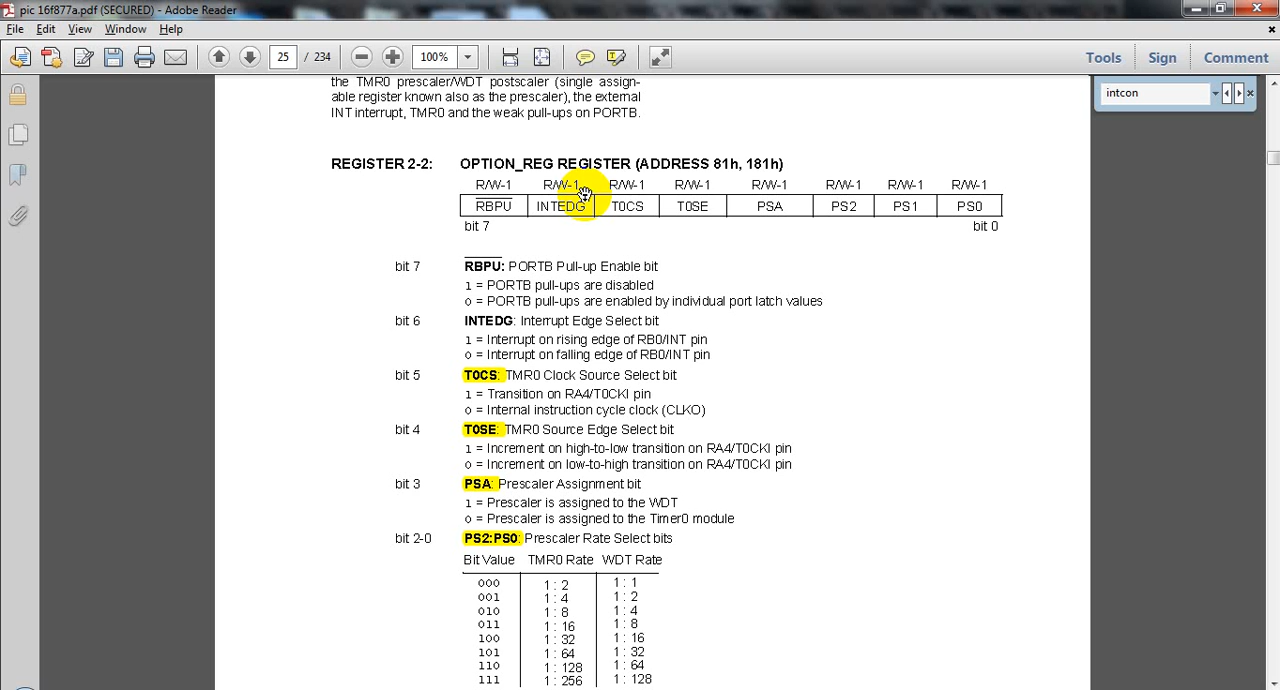 pic 16f877a.pdf (SECURED) - Adobe Reader
File Edit View Window Help
25 / 234 100% Tools Sign Comment
intcon
the TMR0 prescaler/WDT postscaler (single assign-
able register known also as the prescaler), the external
INT interrupt, TMR0 and the weak pull-ups on PORTB.
REGISTER 2-2: OPTION_REG REGISTER (ADDRESS 81h, 181h)
R/W-1 R/W-1 R/W-1 R/W-1 R/W-1 R/W-1 R/W-1 R/W-1
RBPU INTEDG T0CS T0SE PSA PS2 PS1 PS0
bit 7 bit 0
bit 7 RBPU: PORTB Pull-up Enable bit
1 = PORTB pull-ups are disabled
0 = PORTB pull-ups are enabled by individual port latch values
bit 6 INTEDG: Interrupt Edge Select bit
1 = Interrupt on rising edge of RB0/INT pin
0 = Interrupt on falling edge of RB0/INT pin
bit 5 T0CS: TMR0 Clock Source Select bit
1 = Transition on RA4/T0CKI pin
0 = Internal instruction cycle clock (CLKO)
bit 4 T0SE: TMR0 Source Edge Select bit
1 = Increment on high-to-low transition on RA4/T0CKI pin
0 = Increment on low-to-high transition on RA4/T0CKI pin
bit 3 PSA: Prescaler Assignment bit
1 = Prescaler is assigned to the WDT
0 = Prescaler is assigned to the Timer0 module
bit 2-0 PS2:PS0: Prescaler Rate Select bits
Bit Value TMR0 Rate WDT Rate
000 1 : 2 1 : 1
001 1 : 4 1 : 2
010 1 : 8 1 : 4
011 1 : 16 1 : 8
100 1 : 32 1 : 16
101 1 : 64 1 : 32
110 1 : 128 1 : 64
111 1 : 256 1 : 128